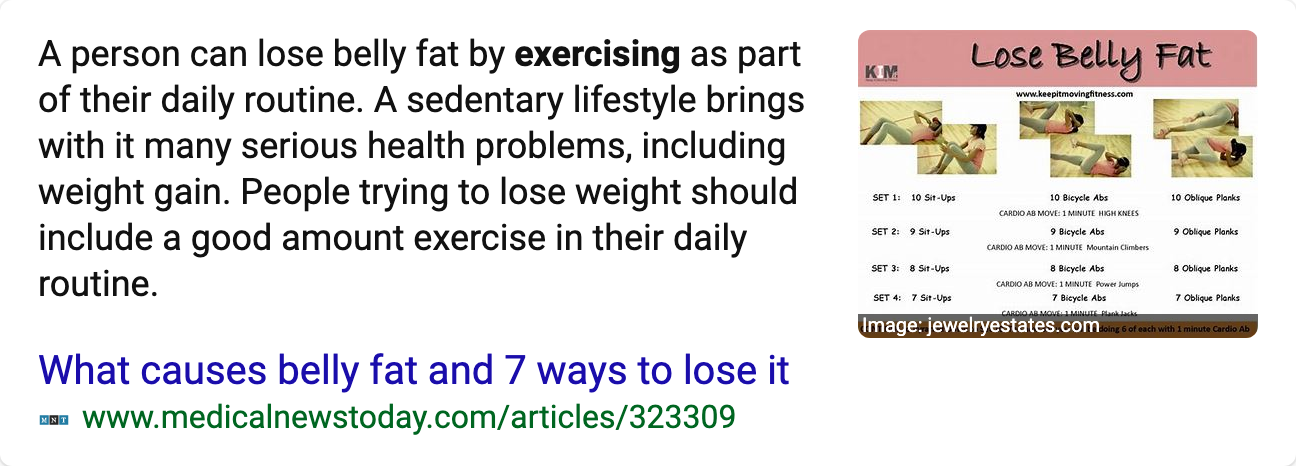 A person can lose belly fat by exercising as part
of their daily routine. A sedentary lifestyle brings
with it many serious health problems, including
weight gain. People trying to lose weight should
include a good amount exercise in their daily
routine.
What causes belly fat and 7 ways to lose it
MNT www.medicalnewstoday.com/articles/323309
Lose Belly Fat
KIM
www.keepitmovingfitness.com
SET 1: 10 Sit-Ups 10 Bicycle Abs 10 Oblique Planks
CARDIO AB MOVE: 1 MINUTE HIGH KNEES
SET 2: 9 Sit-Ups 9 Bicycle Abs 9 Oblique Planks
CARDIO AB MOVE: 1 MINUTE Mountain Climbers
SET 3: 8 Sit-Ups 8 Bicycle Abs 8 Oblique Planks
CARDIO AB MOVE: 1 MINUTE Power Jumps
SET 4: 7 Sit-Ups 7 Bicycle Abs 7 Oblique Planks
CARDIO AB MOVE: 1 MINUTE Plank Jacks
Image: jewelryestates.com doing 6 of each with 1 minute Cardio Ab